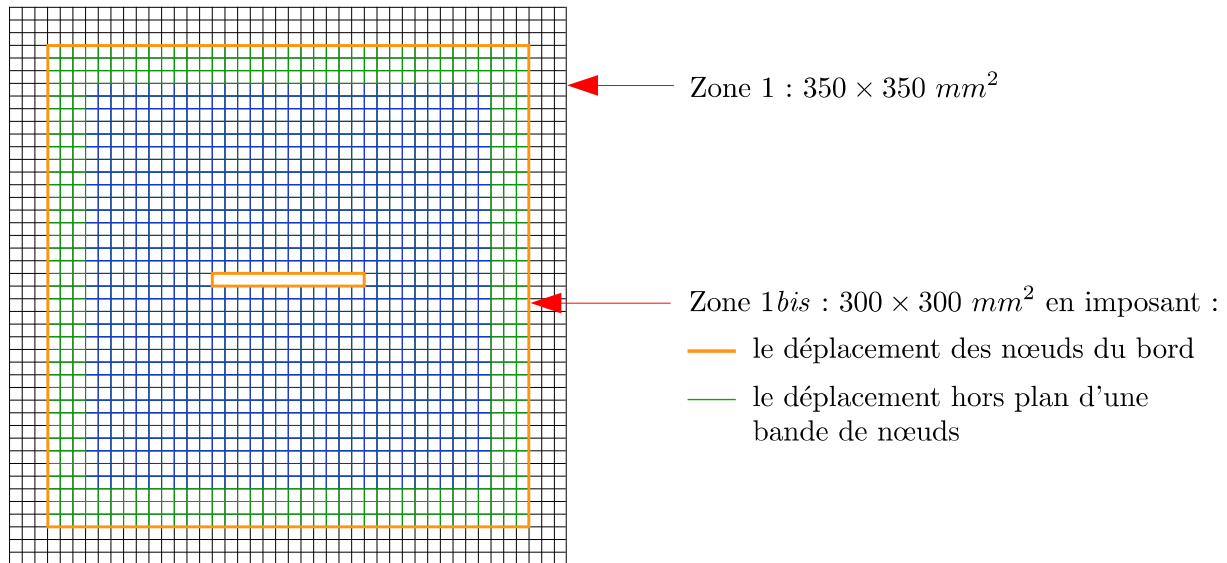 Zone 1 : 350 × 350 mm²
Zone 1bis : 300 × 300 mm² en imposant :
le déplacement des nœuds du bord
le déplacement hors plan d'une
bande de nœuds